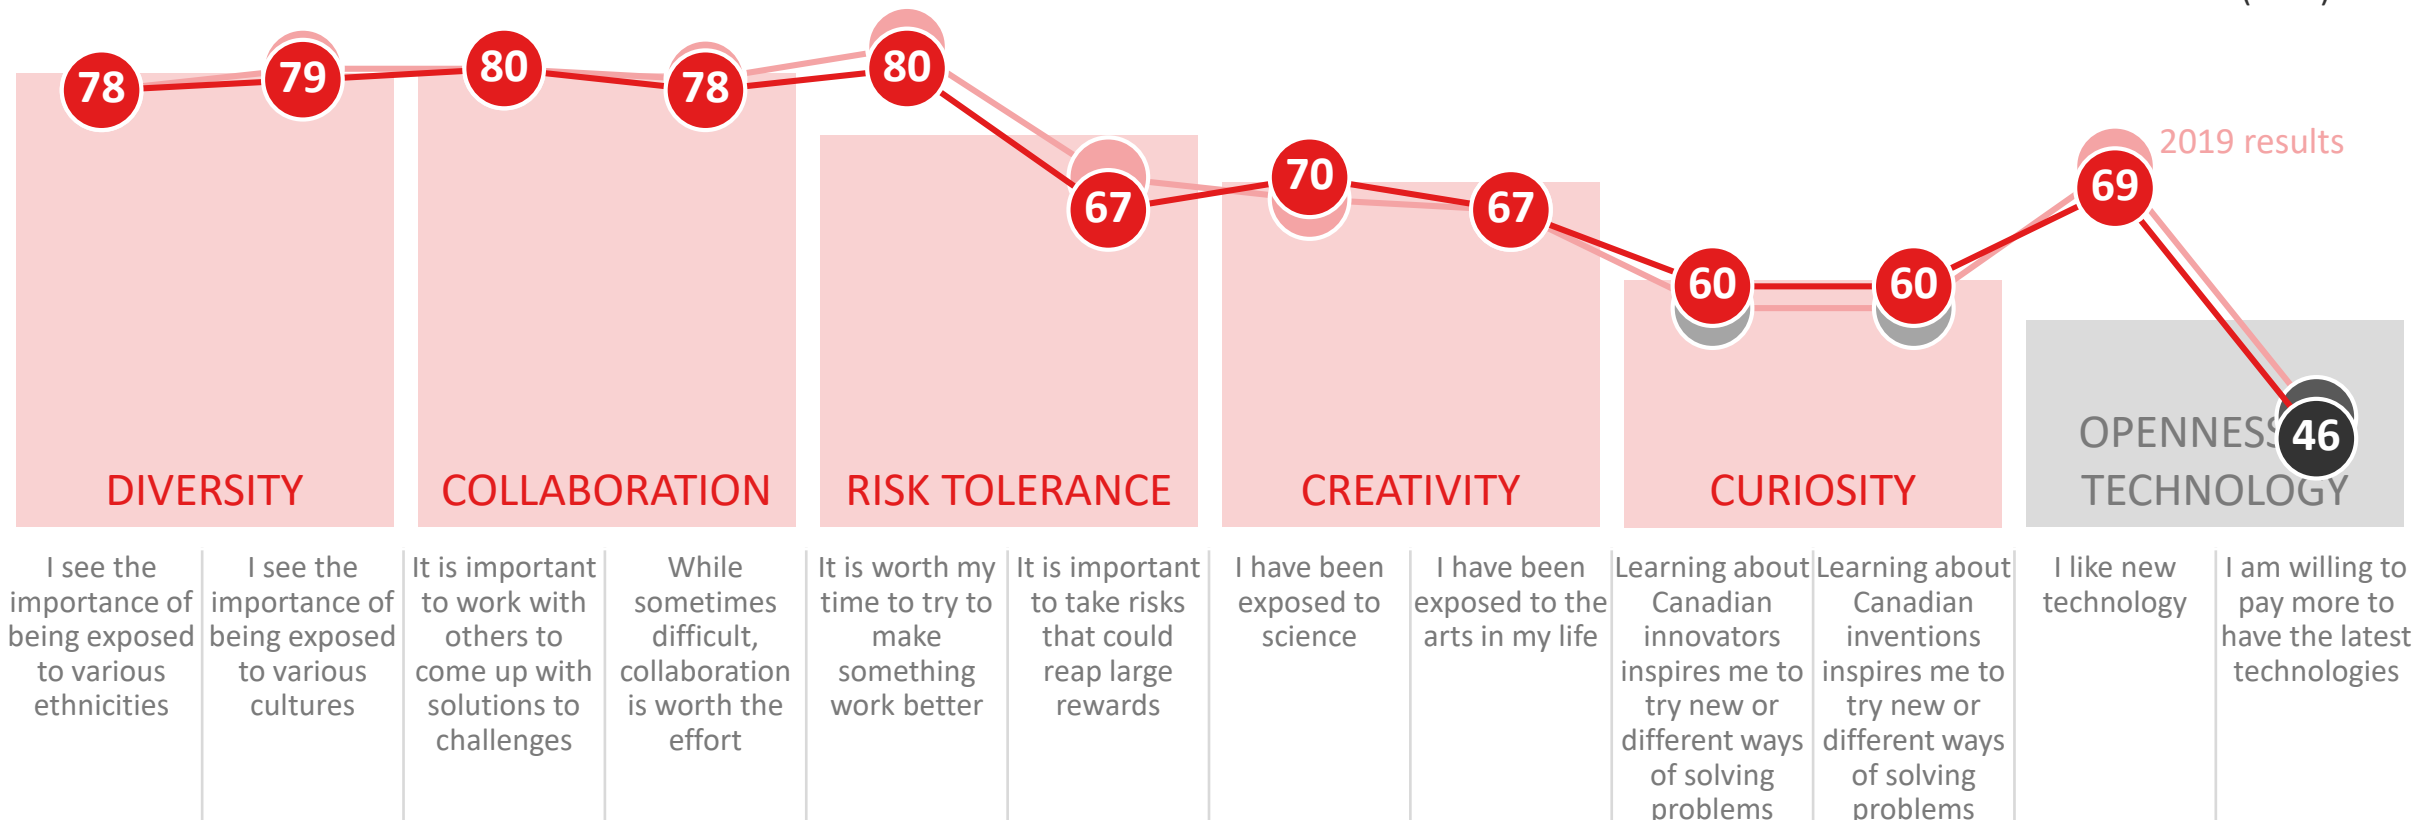 78
79
80
78
80
67
70
67
60
60
69
46
2019 results
DIVERSITY
COLLABORATION
RISK TOLERANCE
CREATIVITY
CURIOSITY
OPENNESS
TECHNOLOGY
I see the
importance of
being exposed
to various
ethnicities
I see the
importance of
being exposed
to various
cultures
It is important
to work with
others to
come up with
solutions to
challenges
While
sometimes
difficult,
collaboration
is worth the
effort
It is worth my
time to try to
make
something
work better
It is important
to take risks
that could
reap large
rewards
I have been
exposed to
science
I have been
exposed to the
arts in my life
Learning about
Canadian
innovators
inspires me to
try new or
different ways
of solving
problems
Learning about
Canadian
inventions
inspires me to
try new or
different ways
of solving
problems
I like new
technology
I am willing to
pay more to
have the latest
technologies